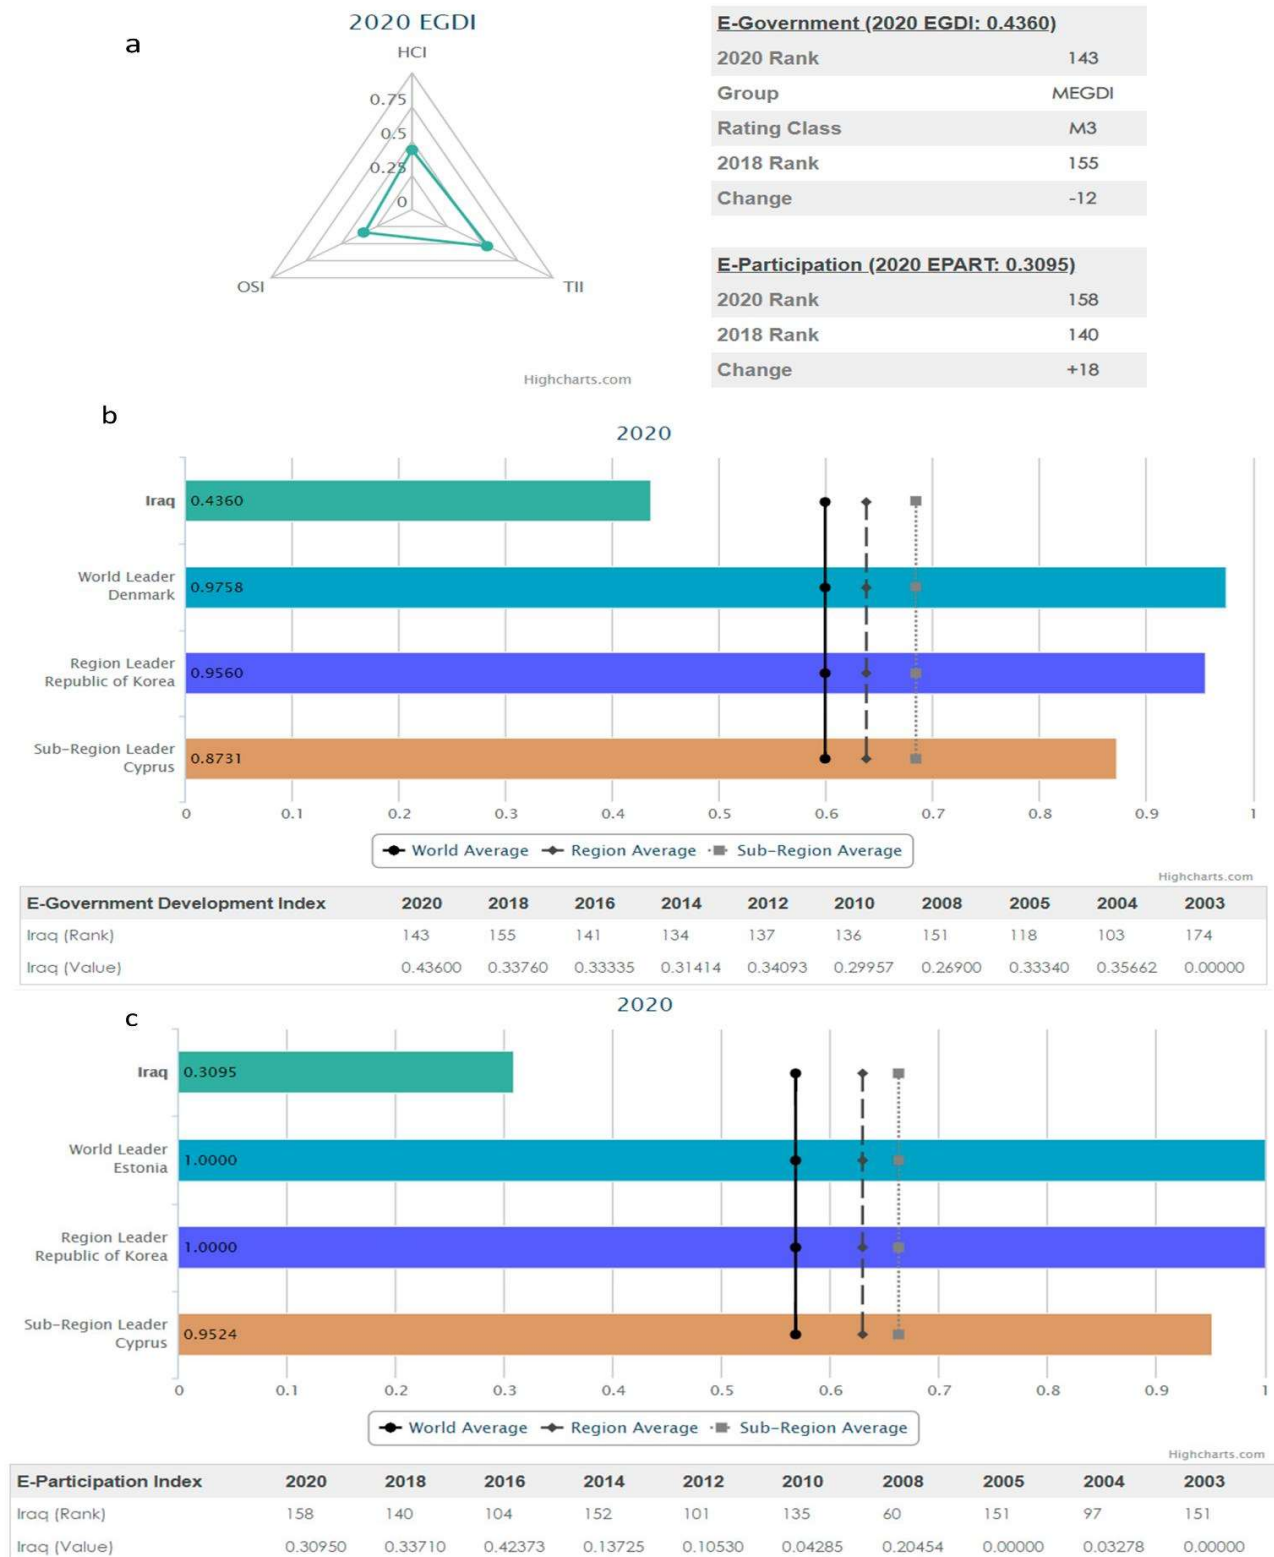 a
2020 EGDI
HCI
0.75
0.5
0.25
0
OSI
TII
Highcharts.com
E-Government (2020 EGDI: 0.4360)
2020 Rank 143
Group MEGDI
Rating Class M3
2018 Rank 155
Change -12
E-Participation (2020 EPART: 0.3095)
2020 Rank 158
2018 Rank 140
Change +18
b
2020
Iraq 0.4360
World Leader
Denmark 0.9758
Region Leader
Republic of Korea 0.9560
Sub-Region Leader
Cyprus 0.8731
0 0.1 0.2 0.3 0.4 0.5 0.6 0.7 0.8 0.9 1
World Average Region Average Sub-Region Average
Highcharts.com
E-Government Development Index 2020 2018 2016 2014 2012 2010 2008 2005 2004 2003
Iraq (Rank) 143 155 141 134 137 136 151 118 103 174
Iraq (Value) 0.43600 0.33760 0.33335 0.31414 0.34093 0.29957 0.26900 0.33340 0.35662 0.00000
c
2020
Iraq 0.3095
World Leader
Estonia 1.0000
Region Leader
Republic of Korea 1.0000
Sub-Region Leader
Cyprus 0.9524
0 0.1 0.2 0.3 0.4 0.5 0.6 0.7 0.8 0.9 1
World Average Region Average Sub-Region Average
Highcharts.com
E-Participation Index 2020 2018 2016 2014 2012 2010 2008 2005 2004 2003
Iraq (Rank) 158 140 104 152 101 135 60 151 97 151
Iraq (Value) 0.30950 0.33710 0.42373 0.13725 0.10530 0.04285 0.20454 0.00000 0.03278 0.00000